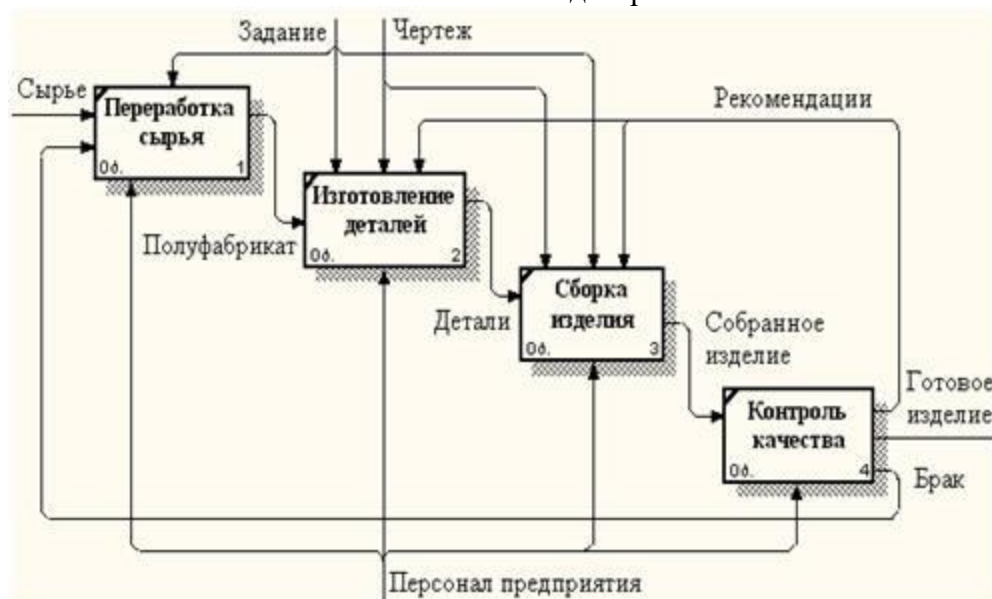 Задание
Чертеж
Сырье
Переработка
сырья
0д.
1
Рекомендации
Изготовление
деталей
0д.
2
Полуфабрикат
Сборка
изделия
0д.
3
Детали
Собранное
изделие
Готовое
изделие
Контроль
качества
0д.
4
Брак
Персонал предприятия